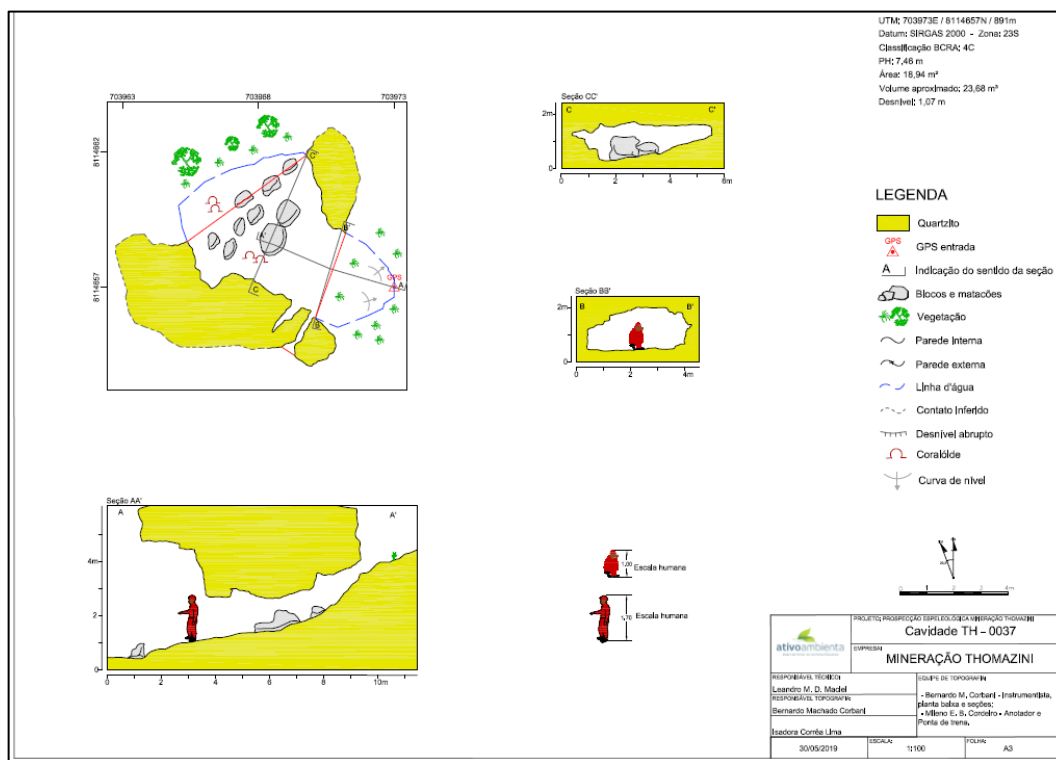 UTM: 703973E / 8114657N / 891m
Datum: SIRGAS 2000 - Zona: 23S
Classificação BCRA: 4C
PH: 7,46 m
Área: 18,94 m²
Volume aproximado: 23,68 m³
Desnível: 1,07 m
703963 703968 703973
8114662
8114657
C'
A'
B'
GPS
A
C
B
Seção CC'
C C'
2m
0
0 2 4 6m
Seção BB'
B B'
2m
0
0 2 4m
Seção AA'
A A'
4m
2
0
0 2 4 6 8 10m
LEGENDA
Quartzito
GPS
GPS entrada
A
Indicação do sentido da seção
Blocos e matacões
Vegetação
Parede Interna
Parede externa
Linha d'água
Contato Inferido
Desnível abrupto
Coralóide
Curva de nível
1,00
Escala humana
1,70
Escala humana
0 1 2 3 4m
ativoambienta
PROJETO: PROSPECÇÃO ESPELEOLÓGICA MINERAÇÃO THOMAZINI
Cavidade TH - 0037
EMPRESA:
MINERAÇÃO THOMAZINI
RESPONSÁVEL TÉCNICO:
Leandro M. D. Maciel
RESPONSÁVEL TOPOGRAFIA:
Bernardo Machado Corbani
Isadora Corrêa Lima
EQUIPE DE TOPOGRAFIA:
- Bernardo M. Corbani - Instrumentista,
planta baixa e seções;
- Mileno E. B. Cordeiro - Anotador e
Ponta de trena.
30/05/2019
ESCALA:
1:100
FOLHA:
A3